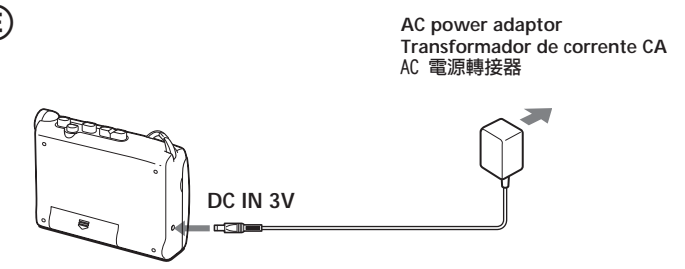 AC power adaptor
Transformador de corrente CA
AC 電源轉接器
DC IN 3V